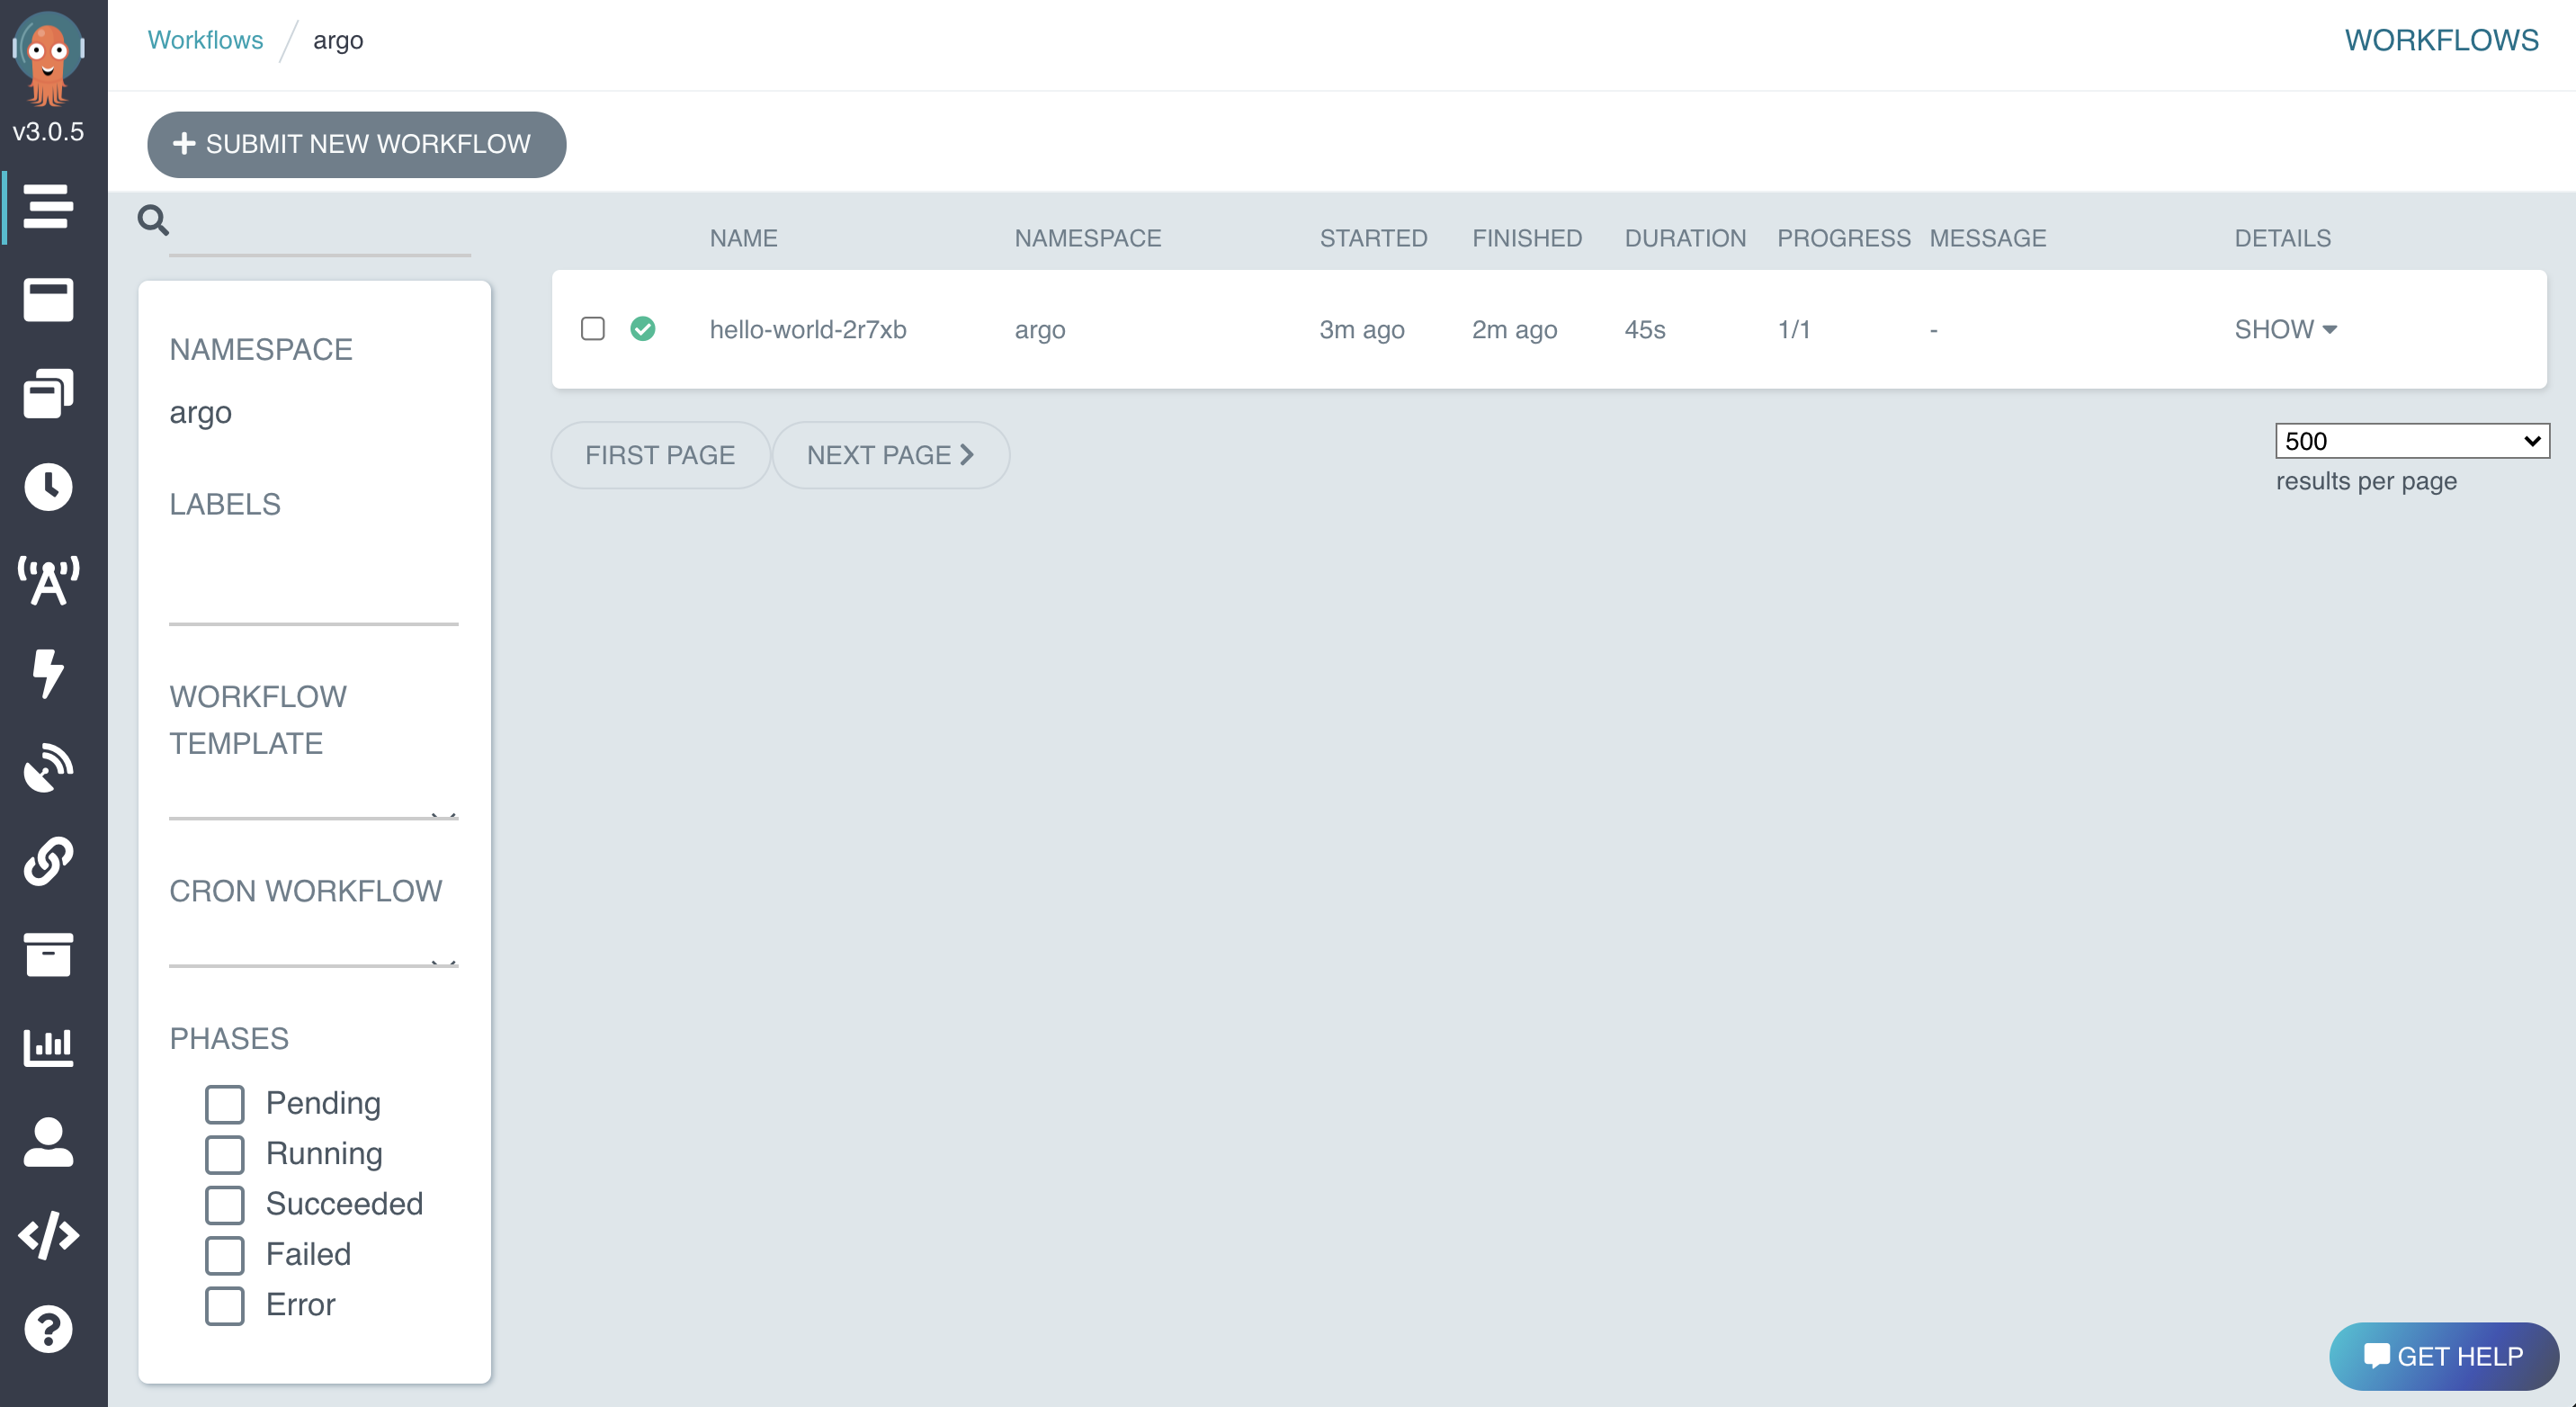 v3.0.5
Workflows / argo
WORKFLOWS
SUBMIT NEW WORKFLOW
NAMESPACE
argo
LABELS
WORKFLOW
TEMPLATE
CRON WORKFLOW
PHASES
Pending
Running
Succeeded
Failed
Error
NAME NAMESPACE STARTED FINISHED DURATION PROGRESS MESSAGE DETAILS
hello-world-2r7xb argo 3m ago 2m ago 45s 1/1 - SHOW
FIRST PAGE NEXT PAGE
500
results per page
GET HELP